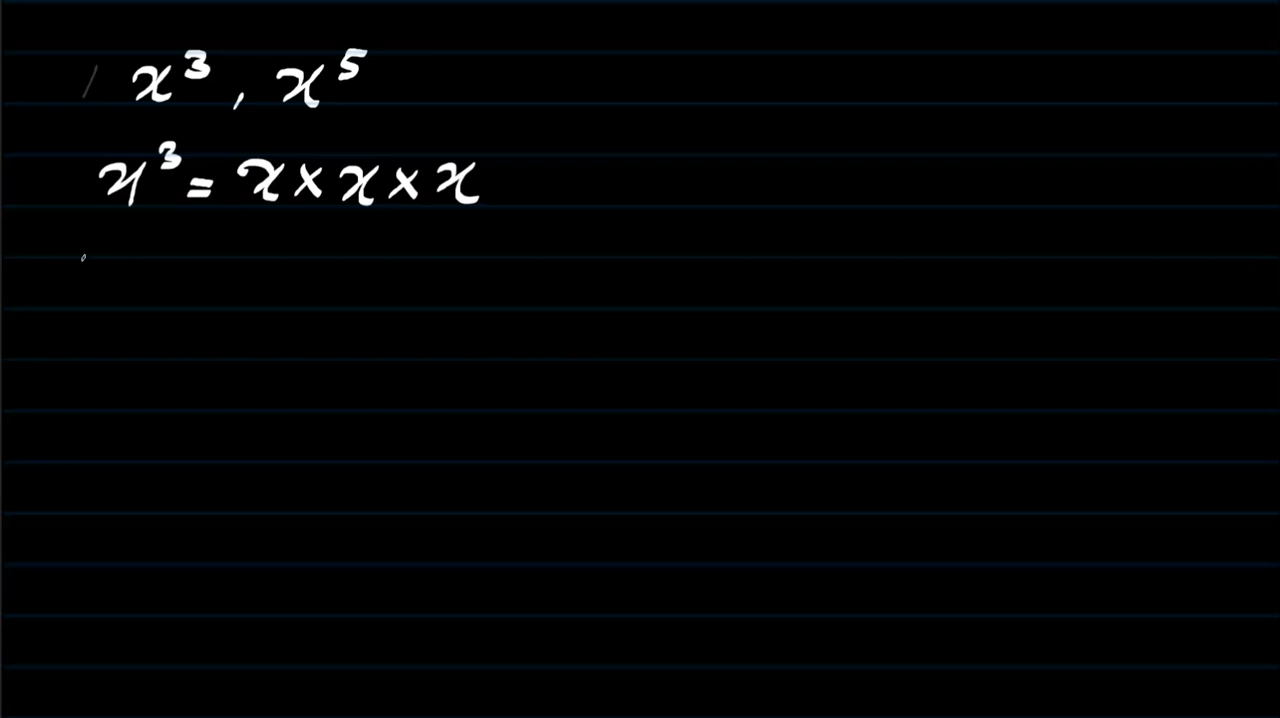 x³, x⁵
x³ = x × x × x